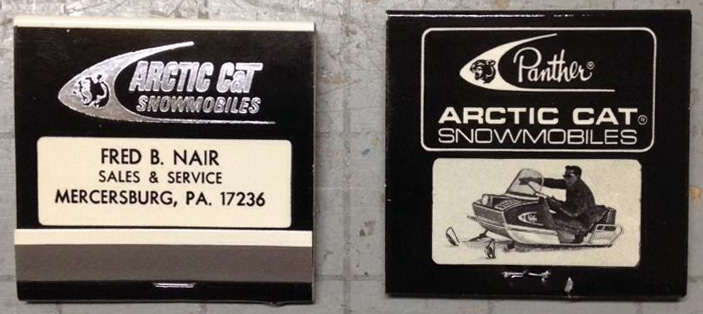 ARCTIC CAT
SNOWMOBILES
FRED B. NAIR
SALES & SERVICE
MERCERSBURG, PA. 17236
Panther®
ARCTIC CAT®
SNOWMOBILES